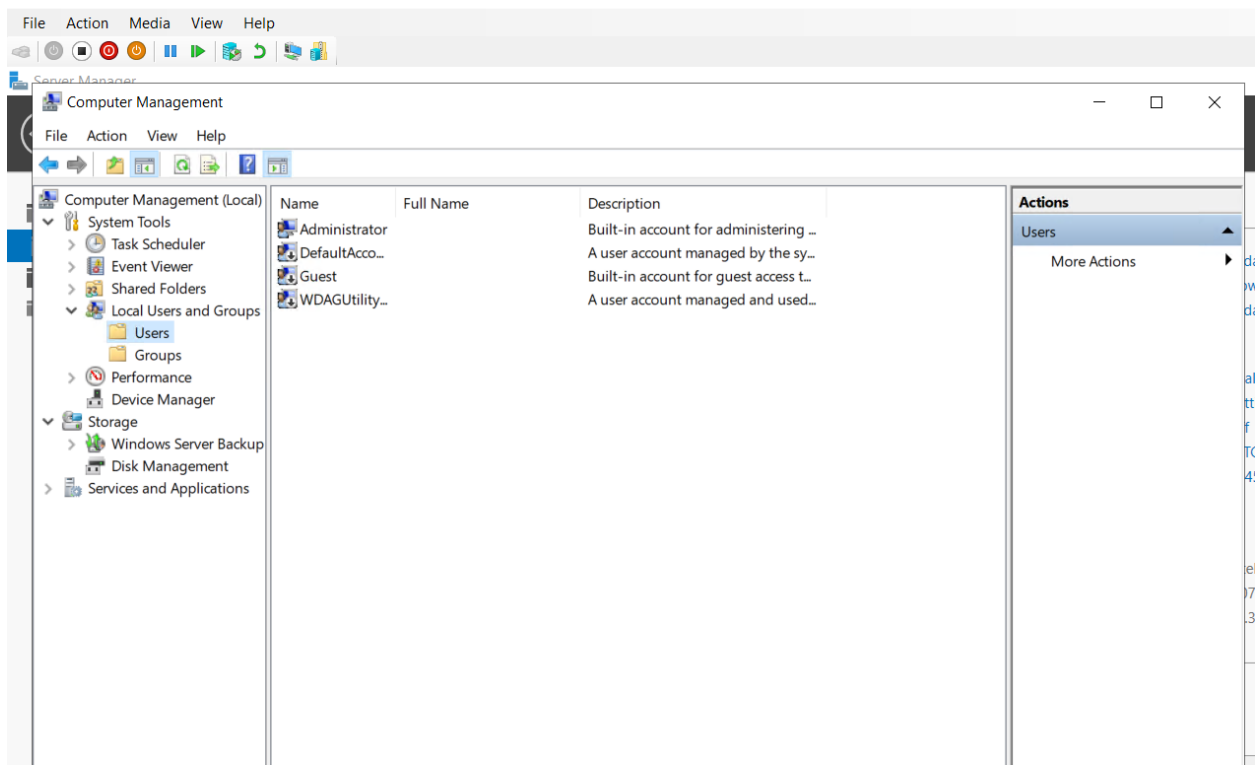 File Action Media View Help
Server Manager
Computer Management
File Action View Help
Computer Management (Local)
System Tools
Task Scheduler
Event Viewer
Shared Folders
Local Users and Groups
Users
Groups
Performance
Device Manager
Storage
Windows Server Backup
Disk Management
Services and Applications
Name Full Name Description
Administrator Built-in account for administering ...
DefaultAcco... A user account managed by the sy...
Guest Built-in account for guest access t...
WDAGUtility... A user account managed and used...
Actions
Users
More Actions